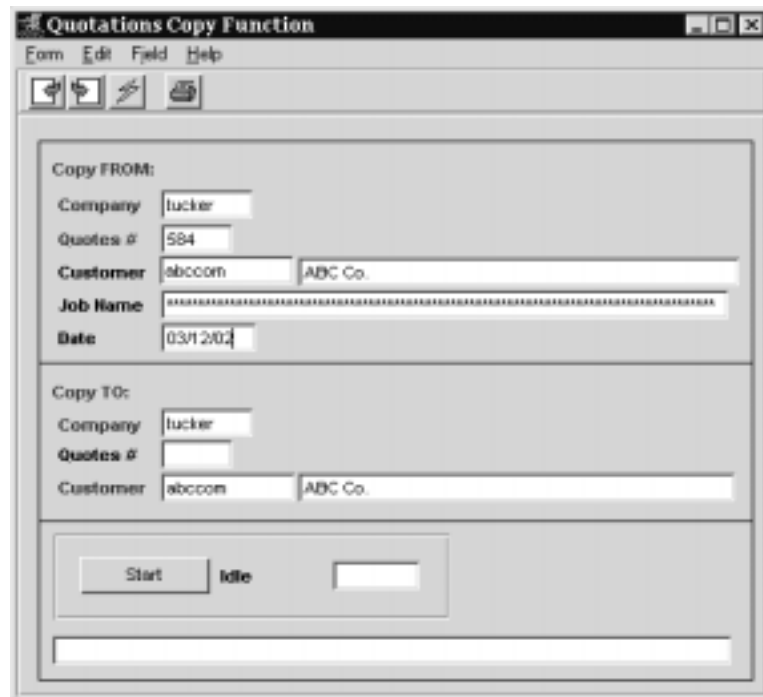 Quotations Copy Function
Form Edit Field Help
Copy FROM:
Company tucker
Quotes # 584
Customer abccom ABC Co.
Job Name
Date 03/12/02
Copy TO:
Company tucker
Quotes #
Customer abccom ABC Co.
Start Idle